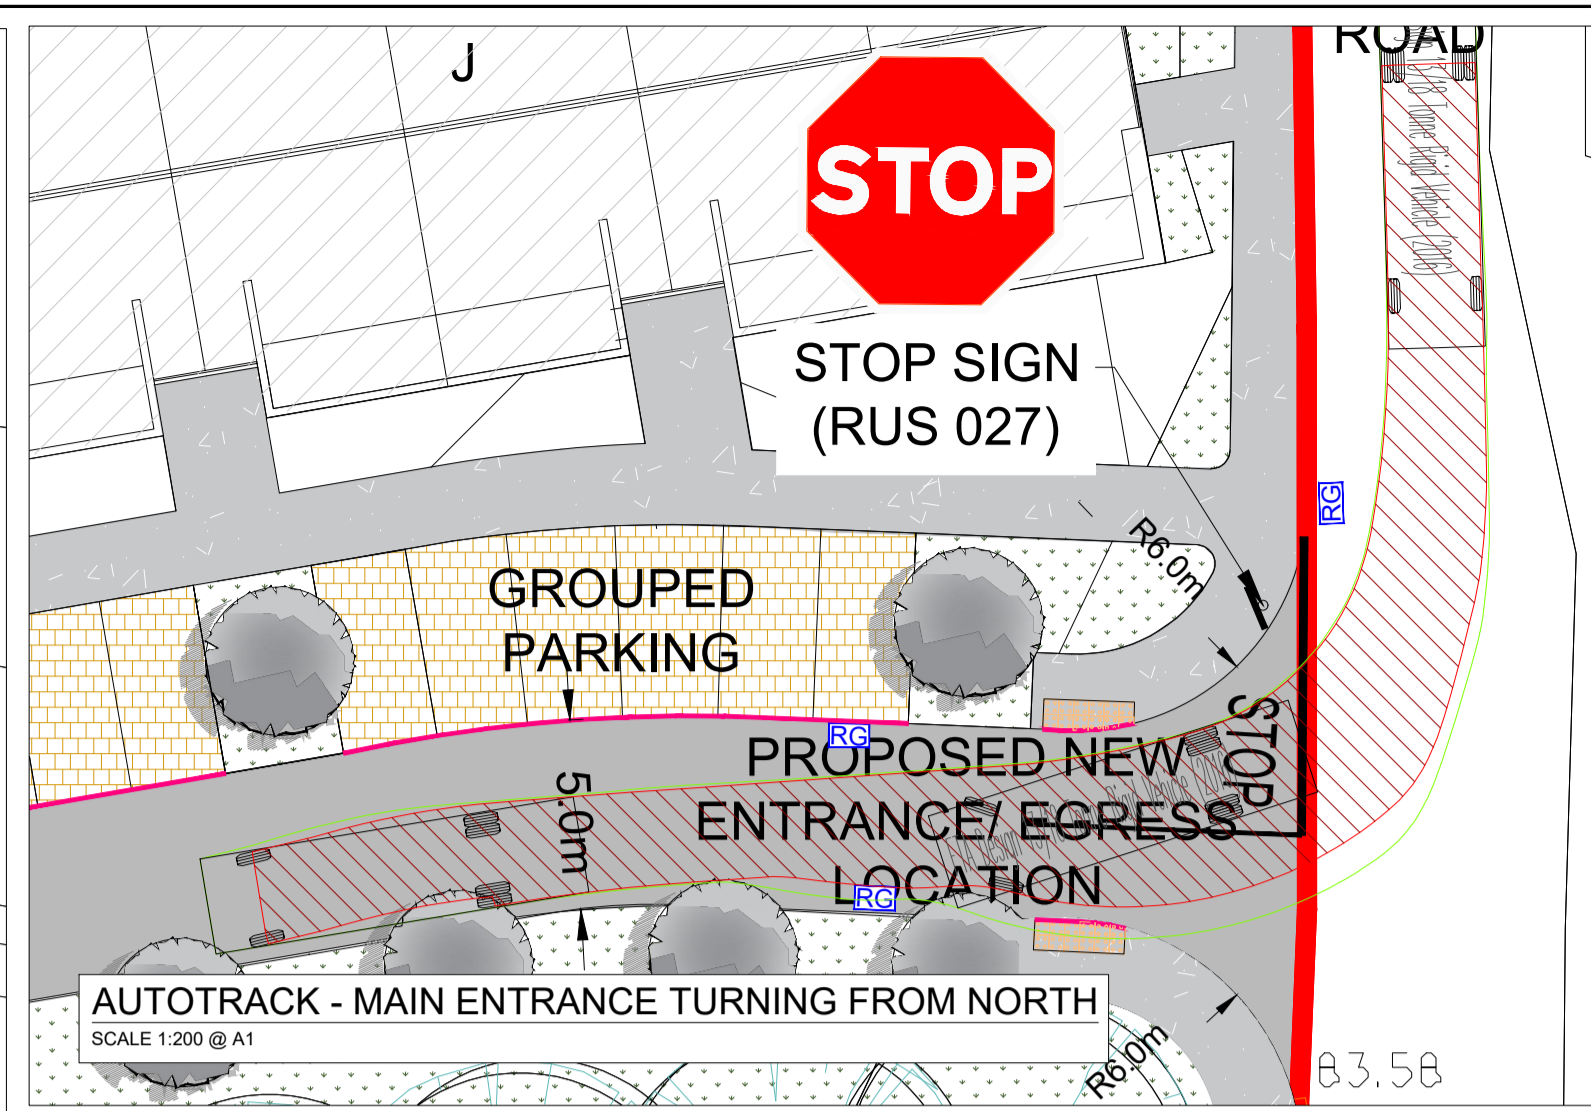 J
ROAD
STOP
STOP SIGN
(RUS 027)
RG
R6.0m
GROUPED
PARKING
STOP
RG
PROPOSED NEW
ENTRANCE/ EGRESS
LOCATION
5.0m
RG
AUTOTRACK - MAIN ENTRANCE TURNING FROM NORTH
SCALE 1:200 @ A1
R6.0m
83.58